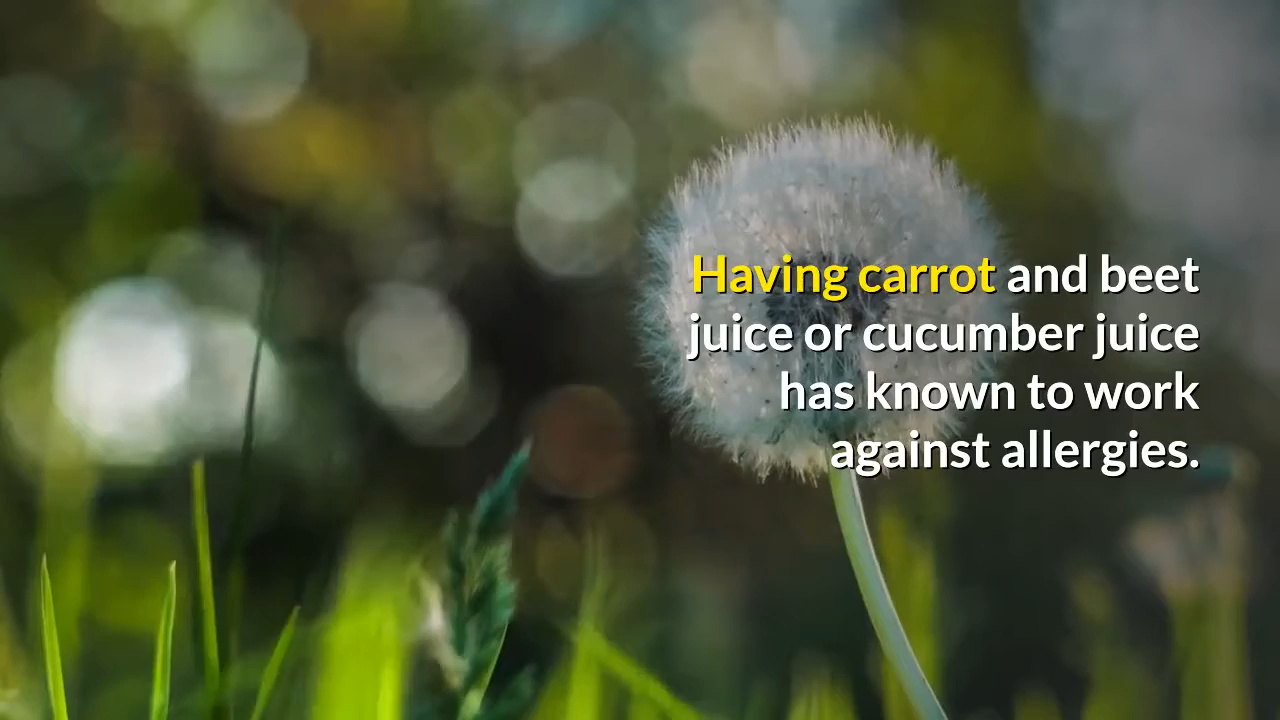 Having carrot and beet
juice or cucumber juice
has known to work
against allergies.